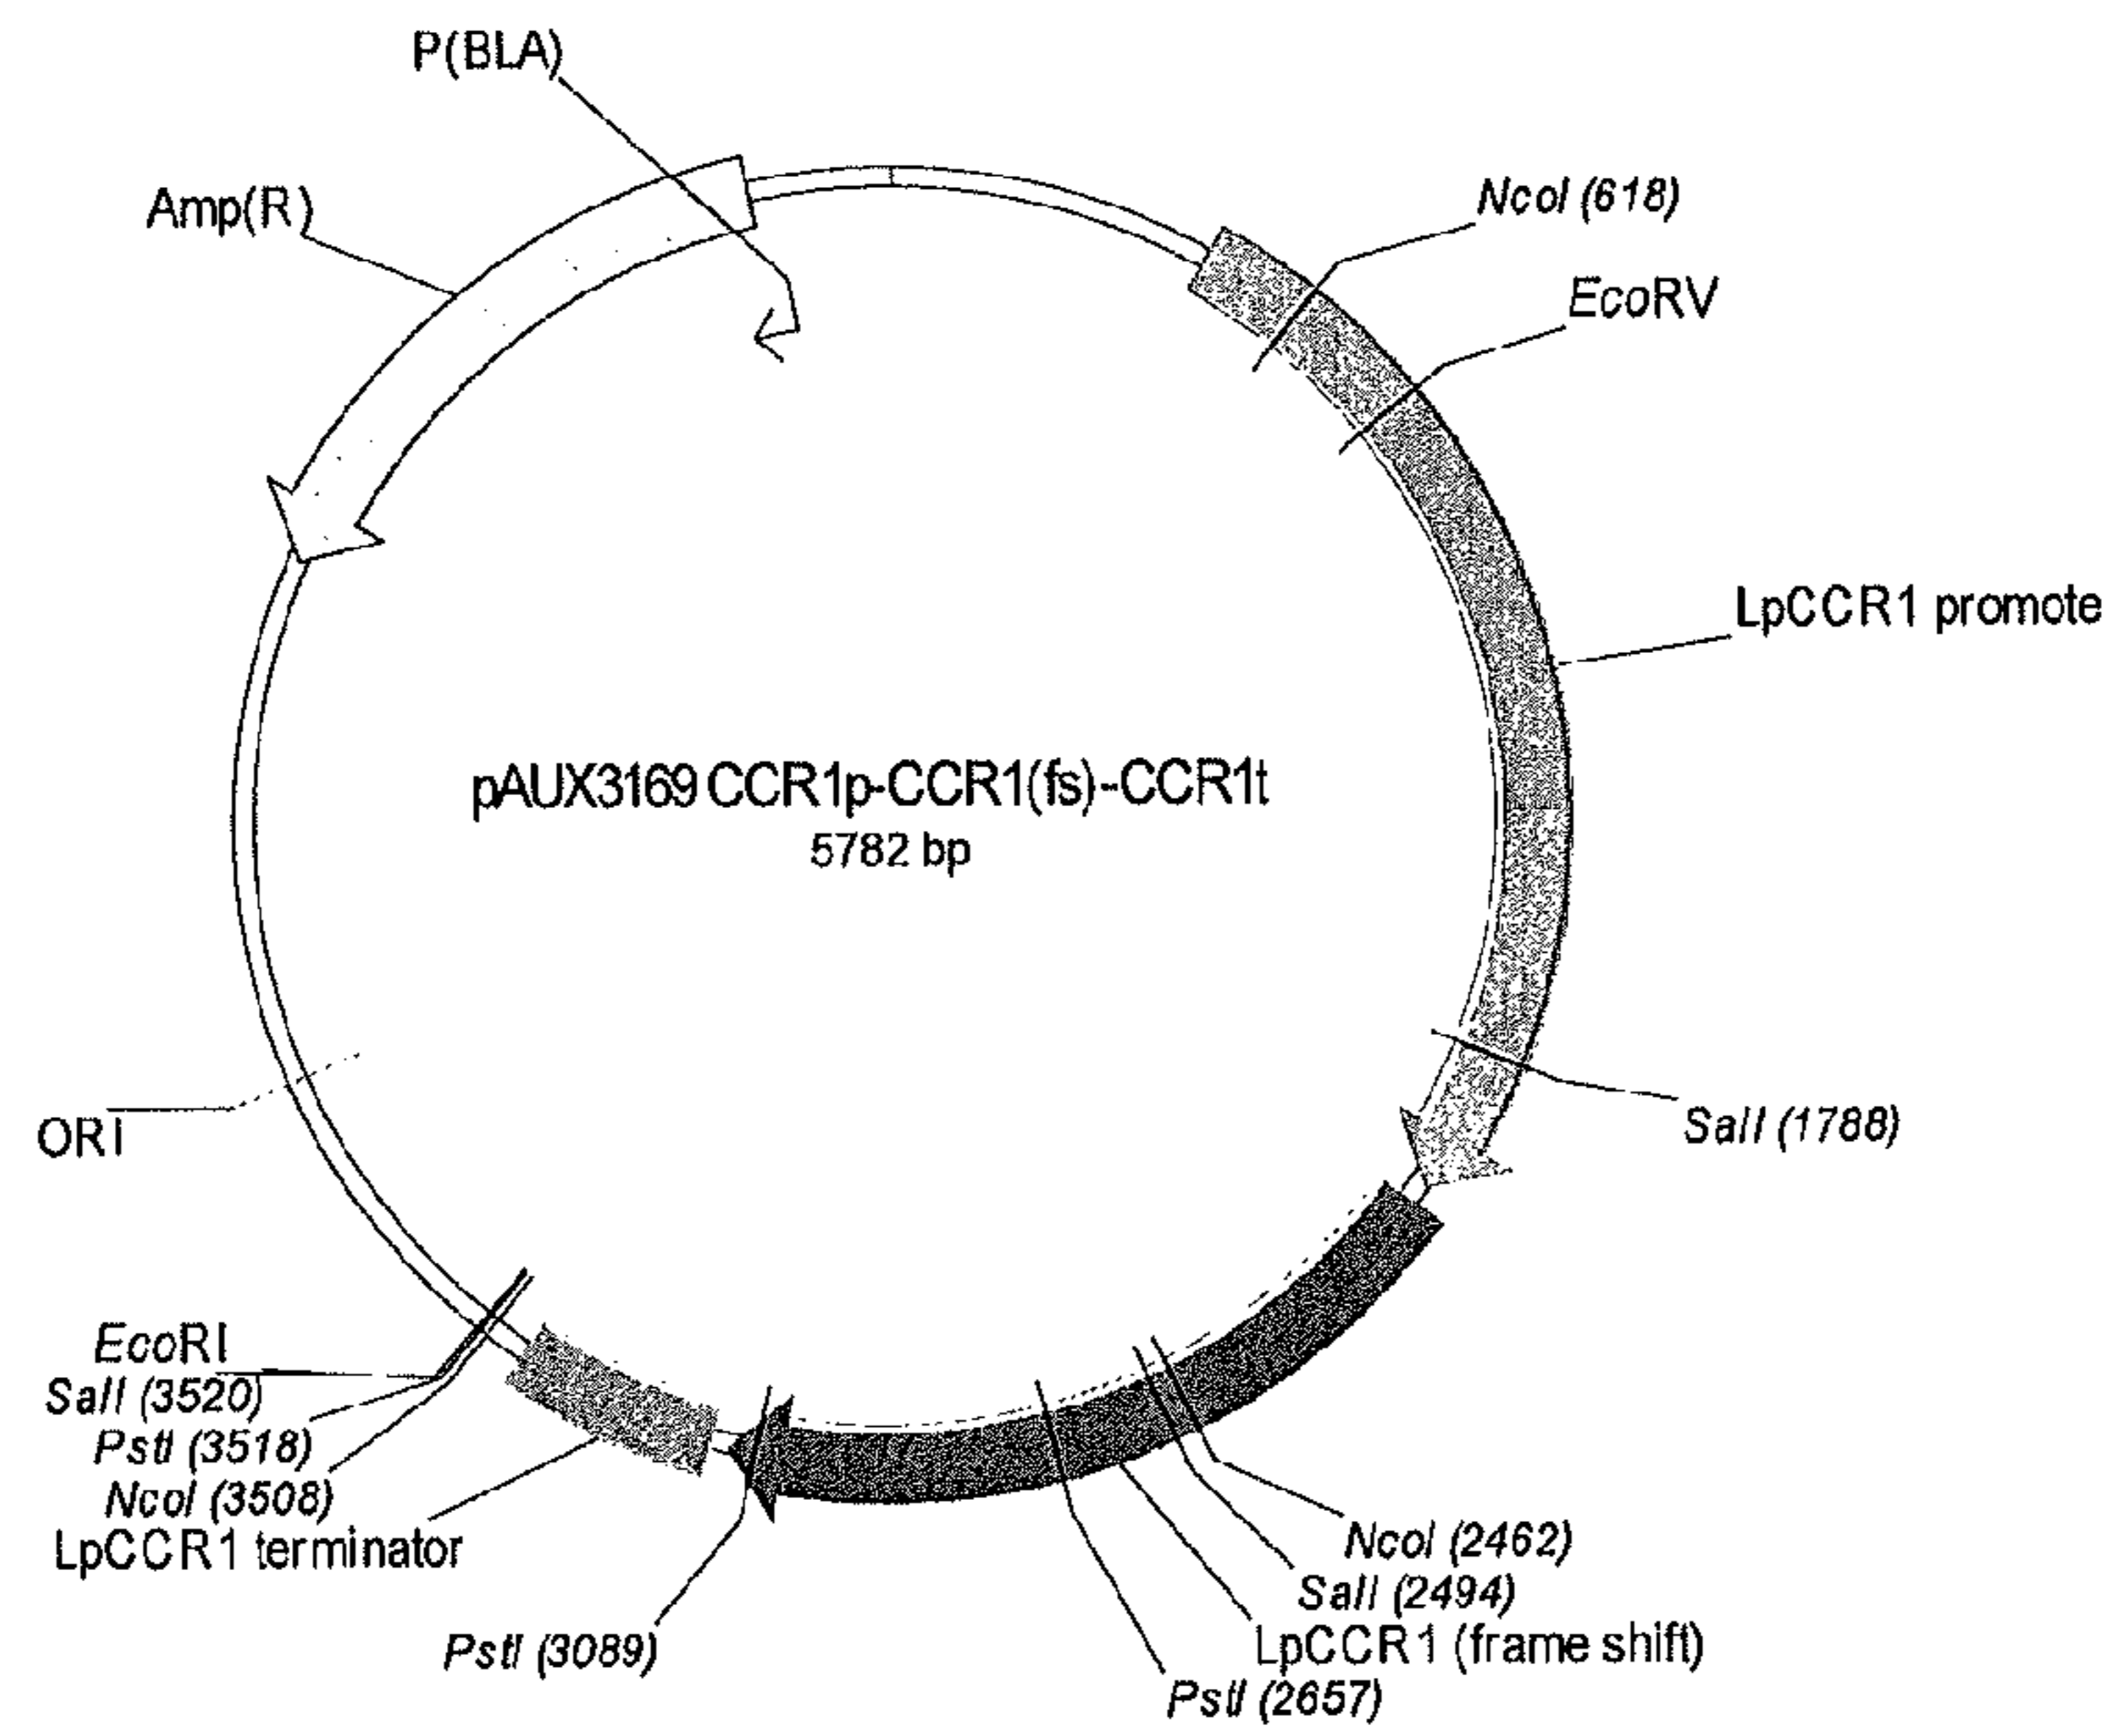 P(BLA)
Amp(R)
NcoI (618)
EcoRV
LpCCR1 promote
pAUX3169 CCR1p-CCR1(fs)-CCR1t
5782 bp
SalI (1788)
ORI
EcoRI
SalI (3520)
PstI (3518)
NcoI (3508)
LpCCR1 terminator
NcoI (2462)
SalI (2494)
LpCCR1 (frame shift)
PstI (3089)
PstI (2657)